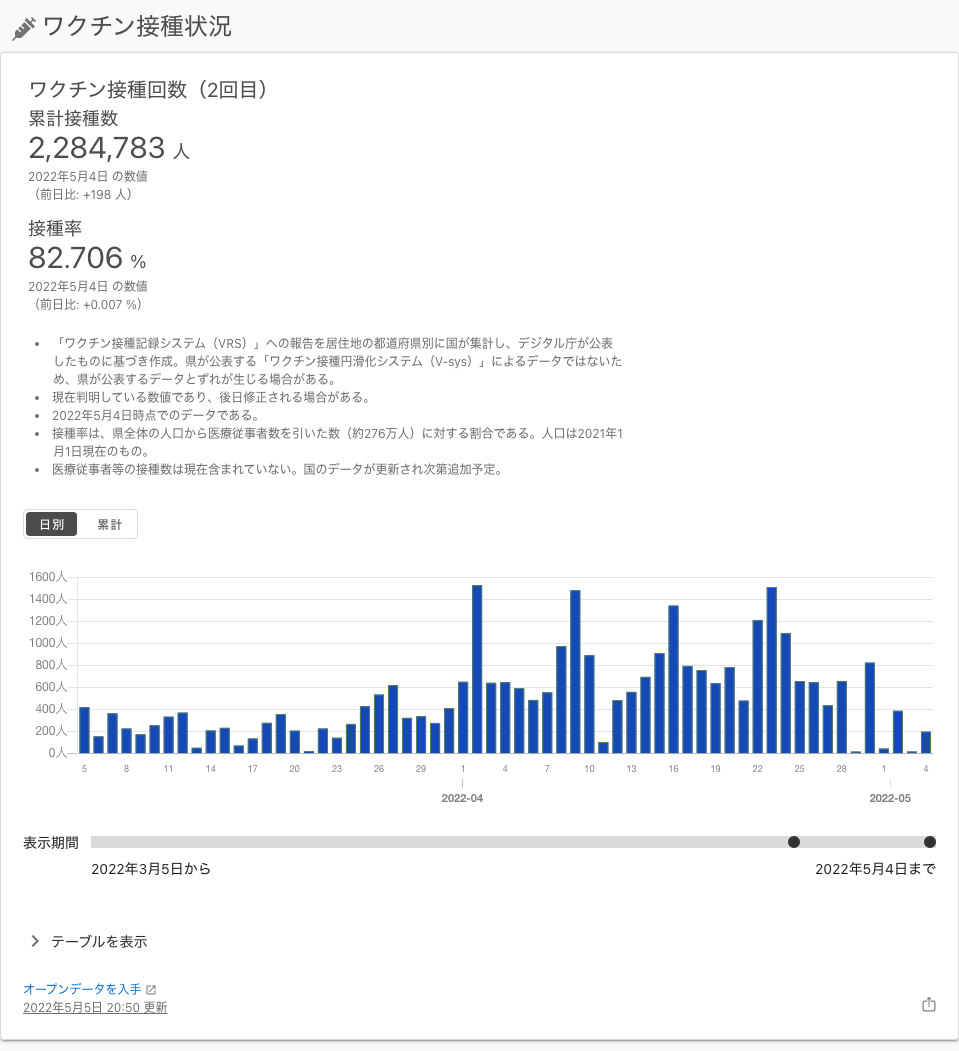 ワクチン接種状況
ワクチン接種回数（2回目）
累計接種数
2,284,783 人
2022年5月4日 の数値
（前日比: +198 人）
接種率
82.706 %
2022年5月4日 の数値
（前日比: +0.007 %）
• 「ワクチン接種記録システム（VRS）」への報告を居住地の都道府県別に国が集計し、デジタル庁が公表
したものに基づき作成。県が公表する「ワクチン接種円滑化システム（V-sys）」によるデータではないた
め、県が公表するデータとずれが生じる場合がある。
• 現在判明している数値であり、後日修正される場合がある。
• 2022年5月4日時点でのデータである。
• 接種率は、県全体の人口から医療従事者数を引いた数（約276万人）に対する割合である。人口は2021年1
月1日現在のもの。
• 医療従事者等の接種数は現在含まれていない。国のデータが更新され次第追加予定。
日別 累計
1600人
1400人
1200人
1000人
800人
600人
400人
200人
0人
5 8 11 14 17 20 23 26 29 1 4 7 10 13 16 19 22 25 28 1 4
2022-04 2022-05
表示期間
2022年3月5日から 2022年5月4日まで
テーブルを表示
オープンデータを入手
2022年5月5日 20:50 更新